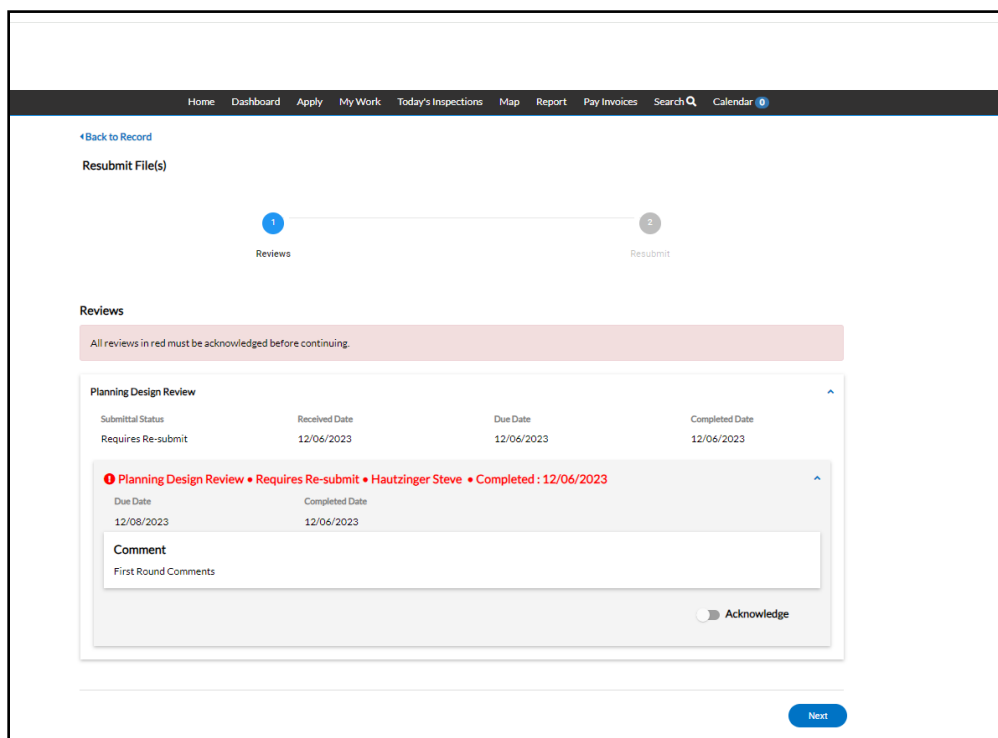 Home Dashboard Apply My Work Today's Inspections Map Report Pay Invoices Search Calendar 0
Back to Record
Resubmit File(s)
1 2
Reviews Resubmit
Reviews
All reviews in red must be acknowledged before continuing.
Planning Design Review
Submittal Status Received Date Due Date Completed Date
Requires Re-submit 12/06/2023 12/06/2023 12/06/2023
Planning Design Review • Requires Re-submit • Hautzinger Steve • Completed : 12/06/2023
Due Date Completed Date
12/08/2023 12/06/2023
Comment
First Round Comments
Acknowledge
Next